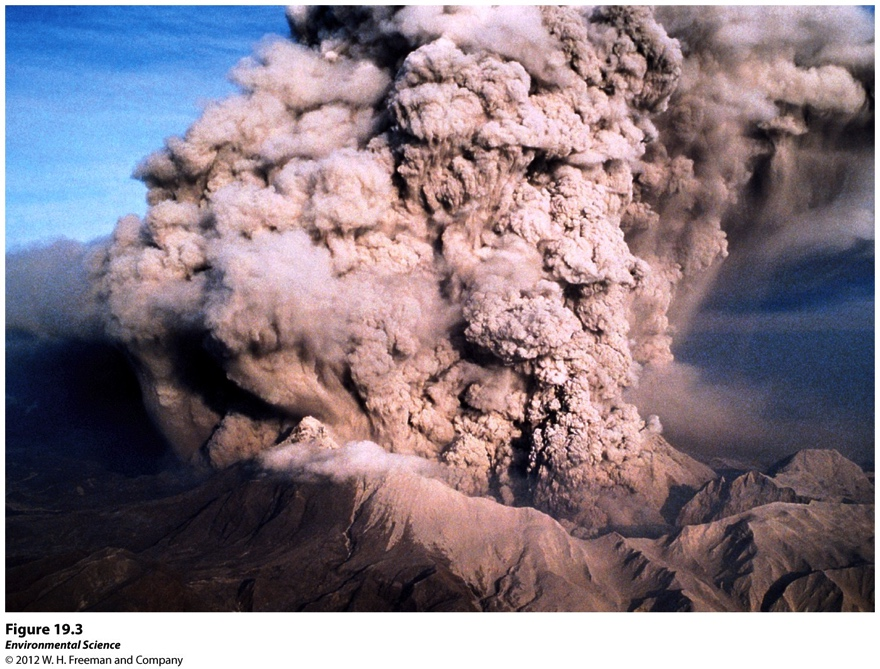 Figure 19.3
Environmental Science
© 2012 W. H. Freeman and Company